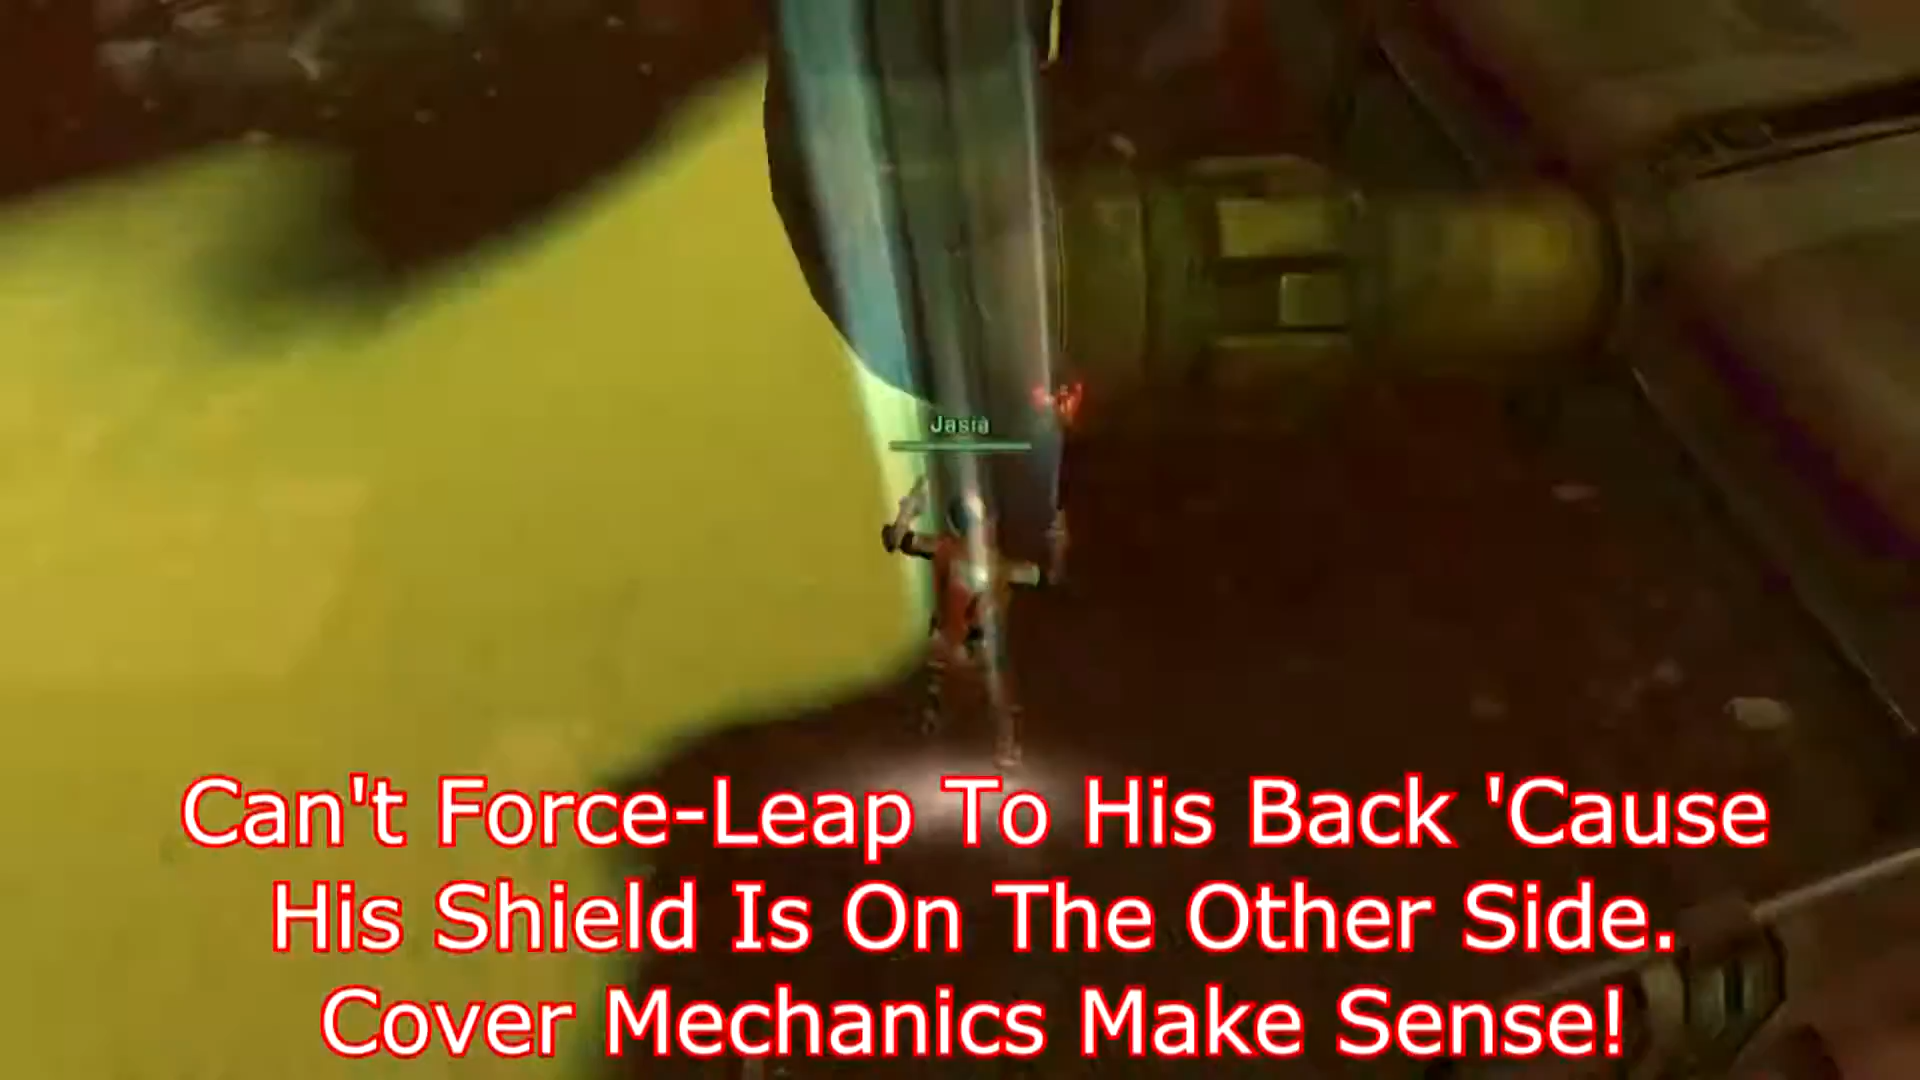 Jasia
Can't Force-Leap To His Back 'Cause
His Shield Is On The Other Side.
Cover Mechanics Make Sense!